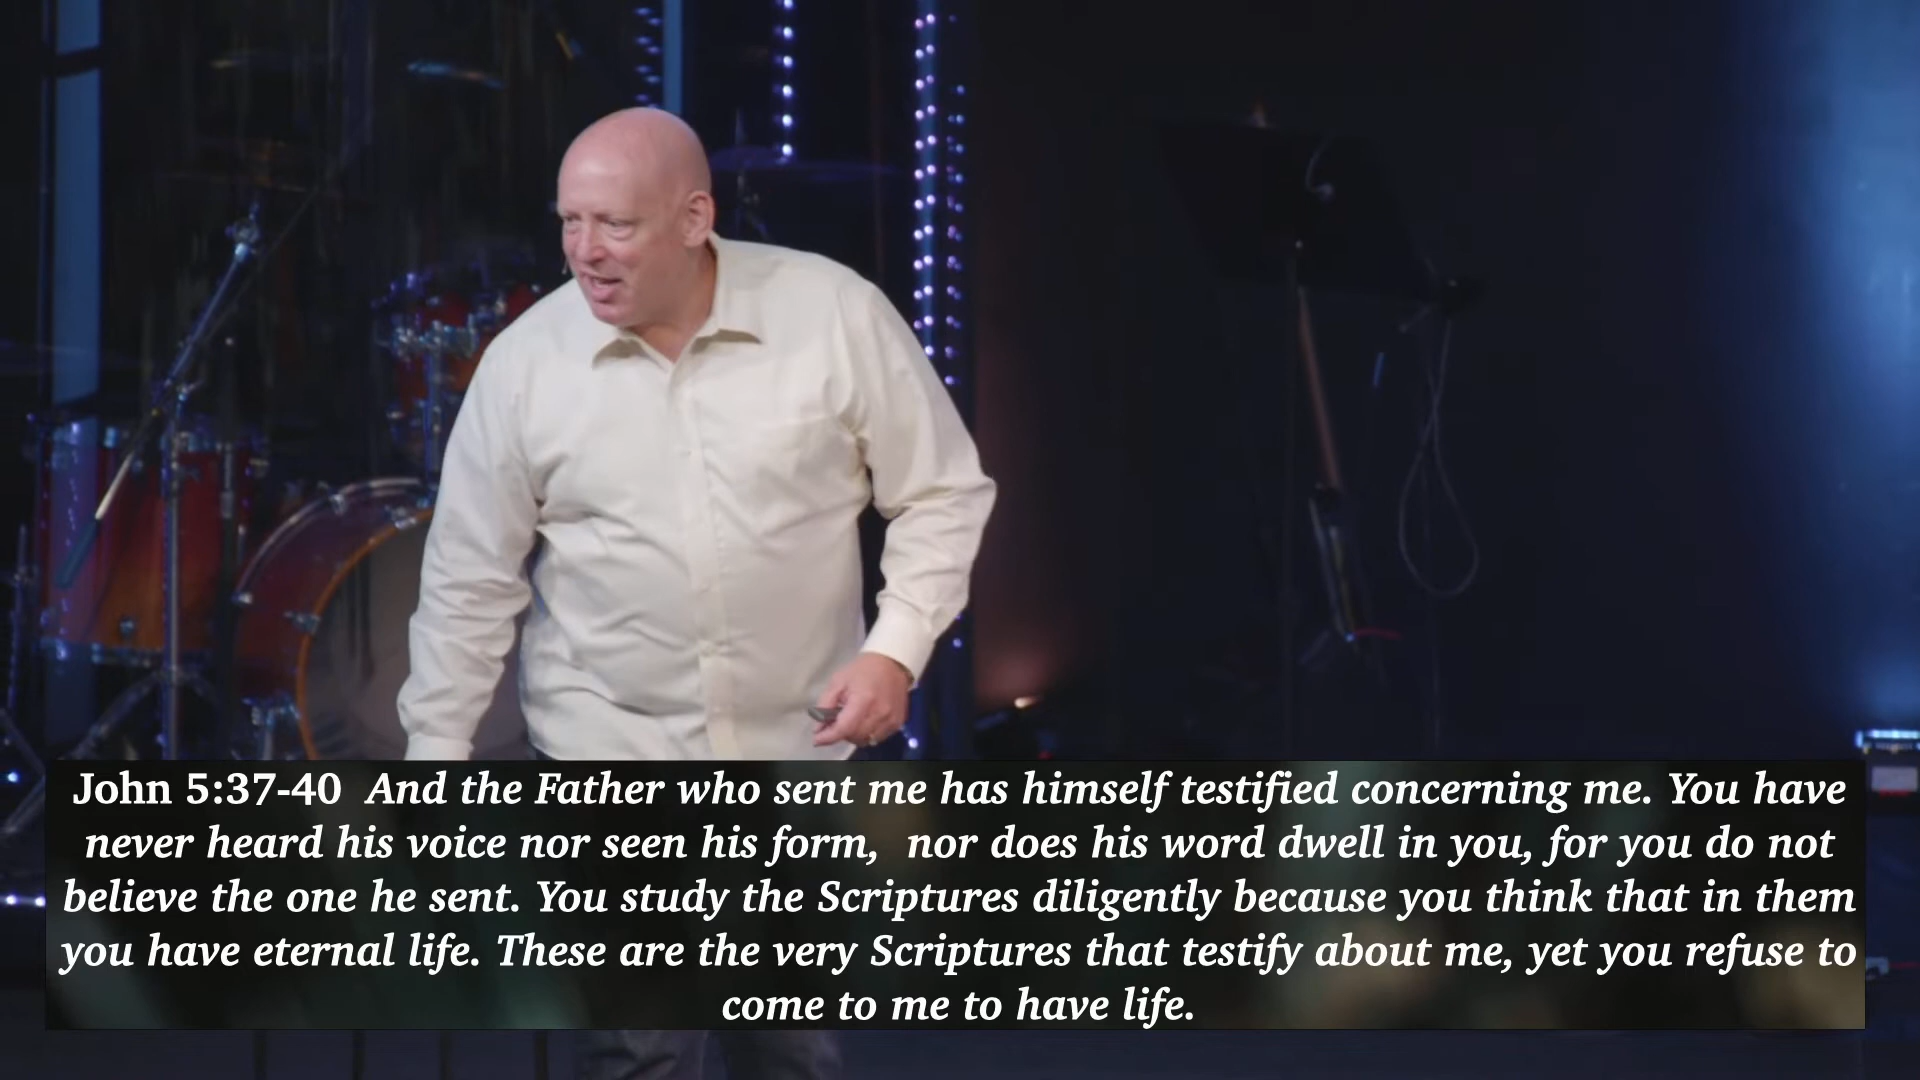 John 5:37-40  And the Father who sent me has himself testified concerning me. You have
never heard his voice nor seen his form,  nor does his word dwell in you, for you do not
believe the one he sent. You study the Scriptures diligently because you think that in them
you have eternal life. These are the very Scriptures that testify about me, yet you refuse to
come to me to have life.